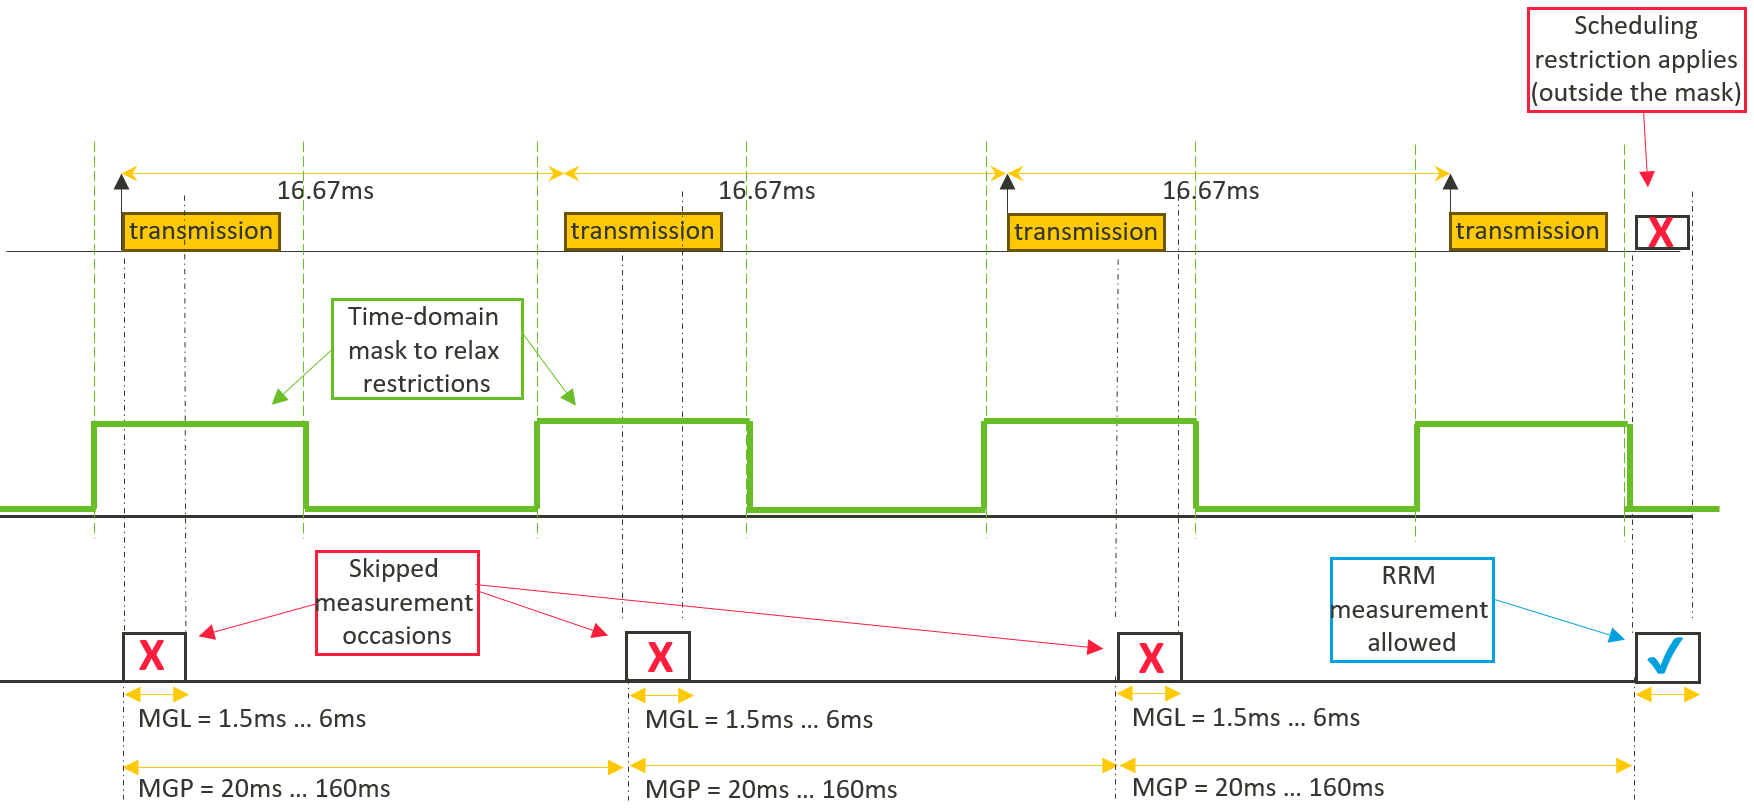 Scheduling
restriction applies
(outside the mask)
16.67ms
16.67ms
16.67ms
transmission
transmission
transmission
transmission
X
Time-domain
mask to relax
restrictions
Skipped
measurement
occasions
RRM
measurement
allowed
X
X
X
MGL = 1.5ms ... 6ms
MGL = 1.5ms ... 6ms
MGL = 1.5ms ... 6ms
MGP = 20ms ... 160ms
MGP = 20ms ... 160ms
MGP = 20ms ... 160ms